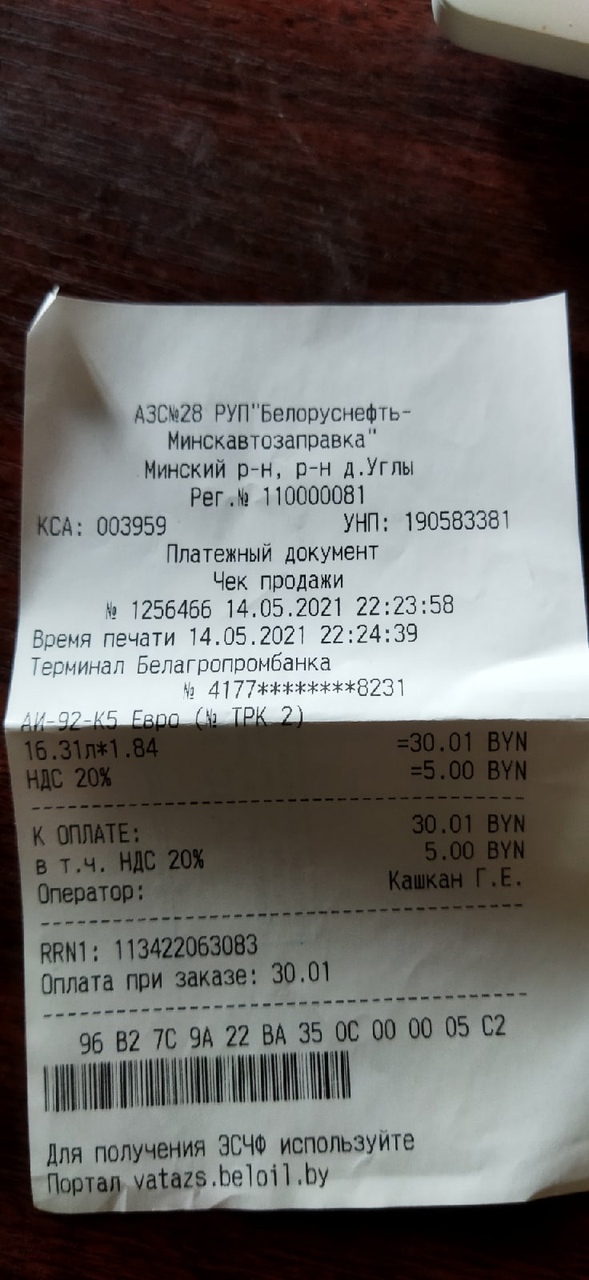 АЗС№28 РУП"Белоруснефть-
Минскавтозаправка"
Минский р-н, р-н д.Углы
Рег.№ 110000081
КСА: 003959 УНП: 190583381
Платежный документ
Чек продажи
№ 1256466 14.05.2021 22:23:58
Время печати 14.05.2021 22:24:39
Терминал Белагропромбанка
№ 4177********8231
АИ-92-К5 Евро (№ ТРК 2)
16.31л*1.84 =30.01 BYN
НДС 20% =5.00 BYN
К ОПЛАТЕ: 30.01 BYN
в т.ч. НДС 20% 5.00 BYN
Оператор: Кашкан Г.Е.
RRN1: 113422063083
Оплата при заказе: 30.01
96 B2 7C 9A 22 BA 35 0C 00 00 05 C2
Для получения ЭСЧФ используйте
Портал vatazs.beloil.by